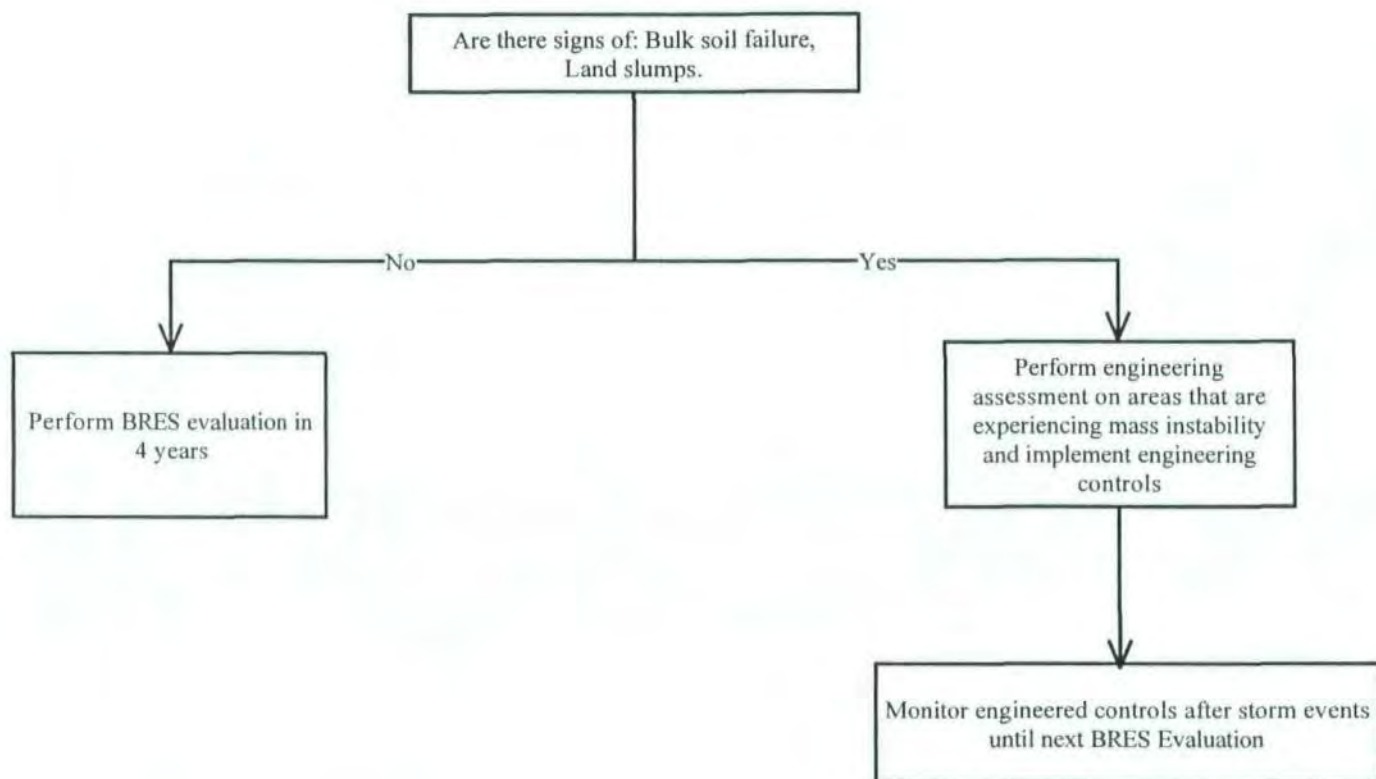 Are there signs of: Bulk soil failure,
Land slumps.
No
Yes
Perform BRES evaluation in
4 years
Perform engineering
assessment on areas that are
experiencing mass instability
and implement engineering
controls
Monitor engineered controls after storm events
until next BRES Evaluation